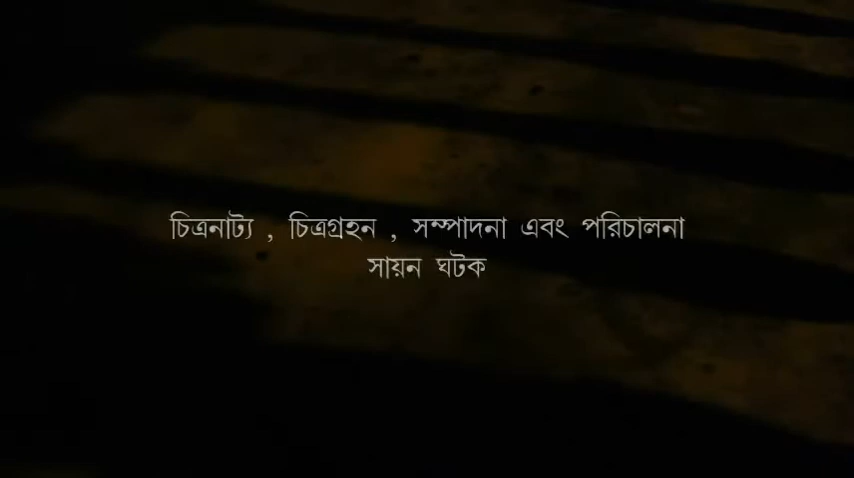 চিত্রনাট্য , চিত্রগ্রহন , সম্পাদনা এবং পরিচালনা
সায়ন ঘটক